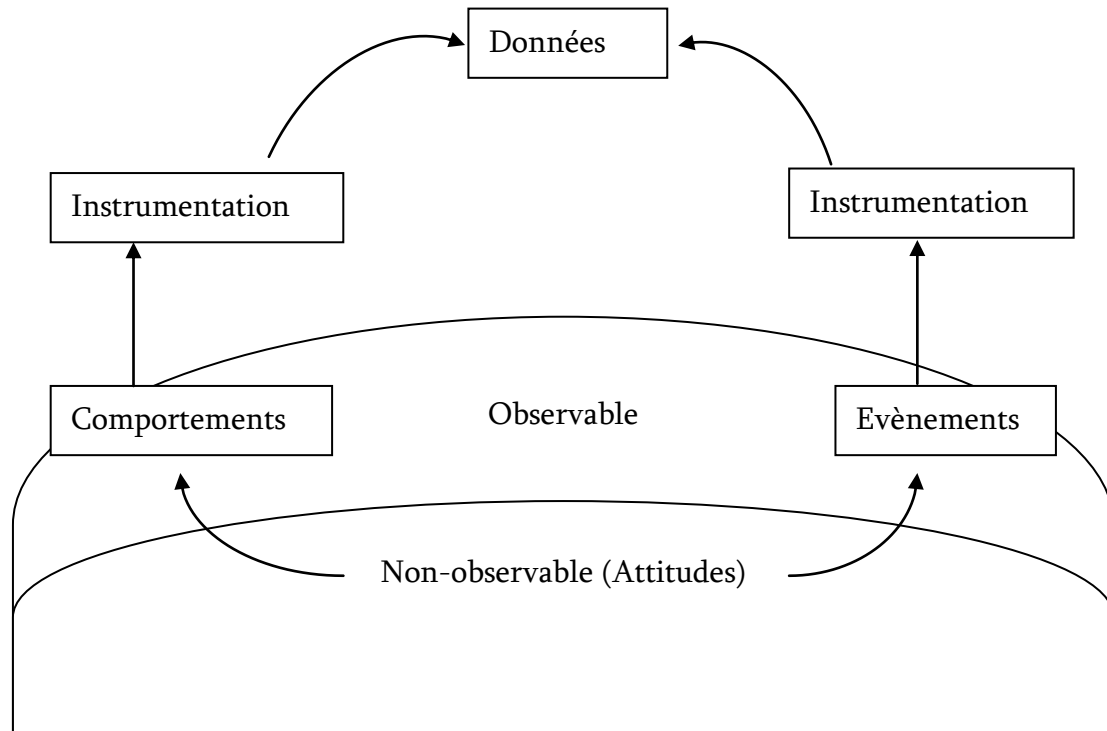 Données
Instrumentation
Instrumentation
Comportements
Observable
Evènements
Non-observable (Attitudes)